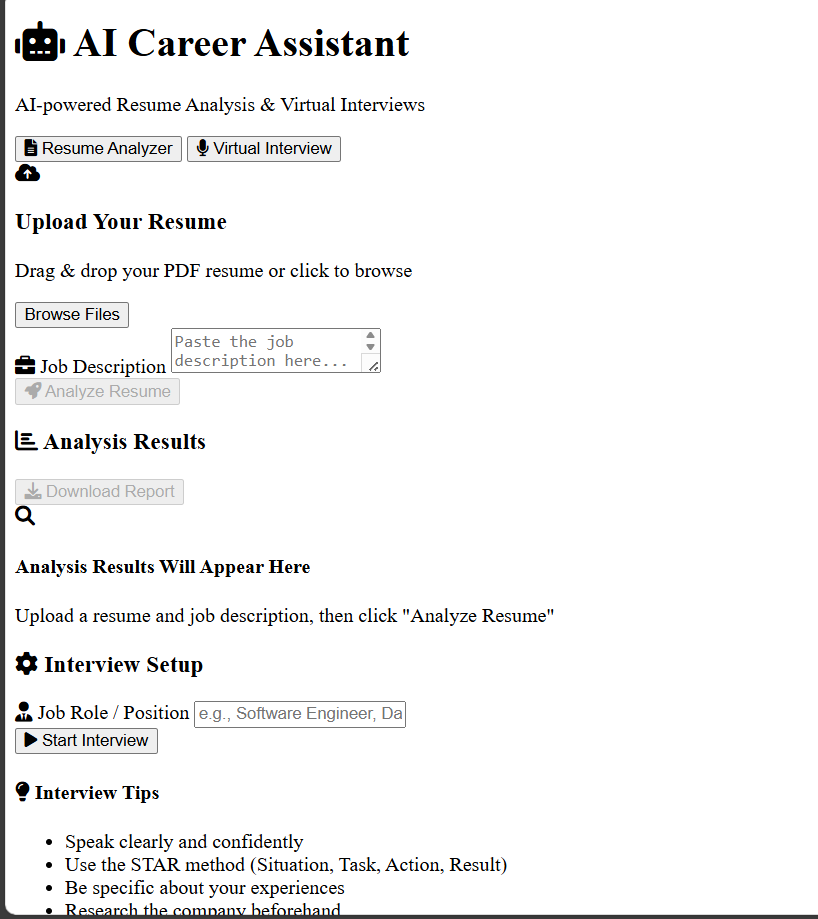 AI Career Assistant
AI-powered Resume Analysis & Virtual Interviews
Resume Analyzer Virtual Interview
Upload Your Resume
Drag & drop your PDF resume or click to browse
Browse Files
Job Description Paste the job
description here...
Analyze Resume
Analysis Results
Download Report
Analysis Results Will Appear Here
Upload a resume and job description, then click "Analyze Resume"
Interview Setup
Job Role / Position e.g., Software Engineer, Da
Start Interview
Interview Tips
• Speak clearly and confidently
• Use the STAR method (Situation, Task, Action, Result)
• Be specific about your experiences
• Research the company beforehand